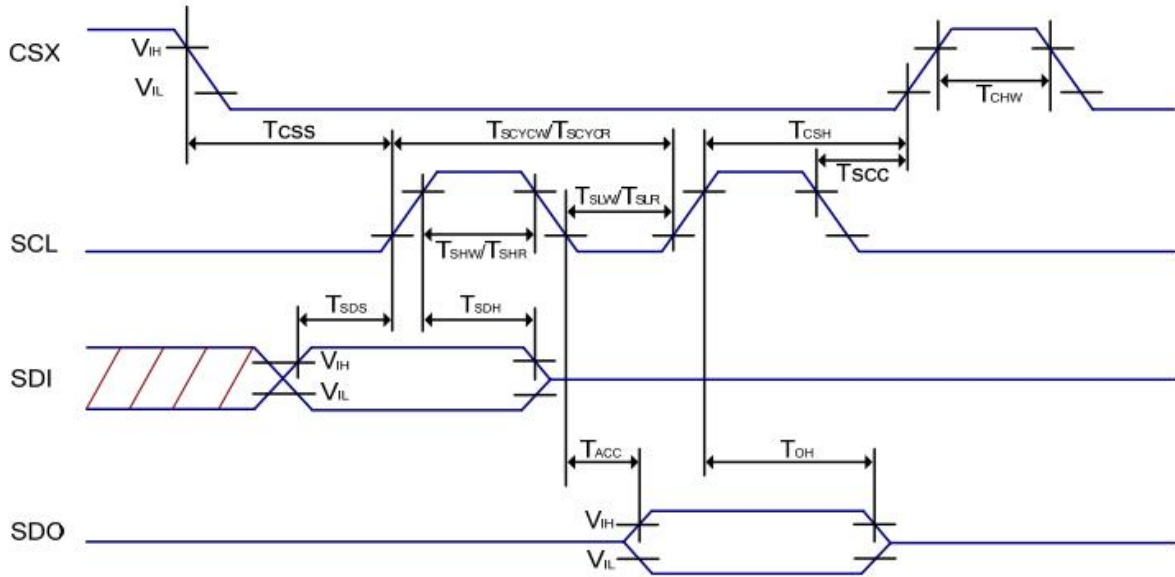 CSX
VIH
VIL
TCHW
TCSS
TSCYCW/TSCYCR
TCSH
TSCC
TSLW/TSLR
SCL
TSHW/TSHR
TSDS
TSDH
VIH
SDI
VIL
TACC
TOH
VIH
SDO
VIL